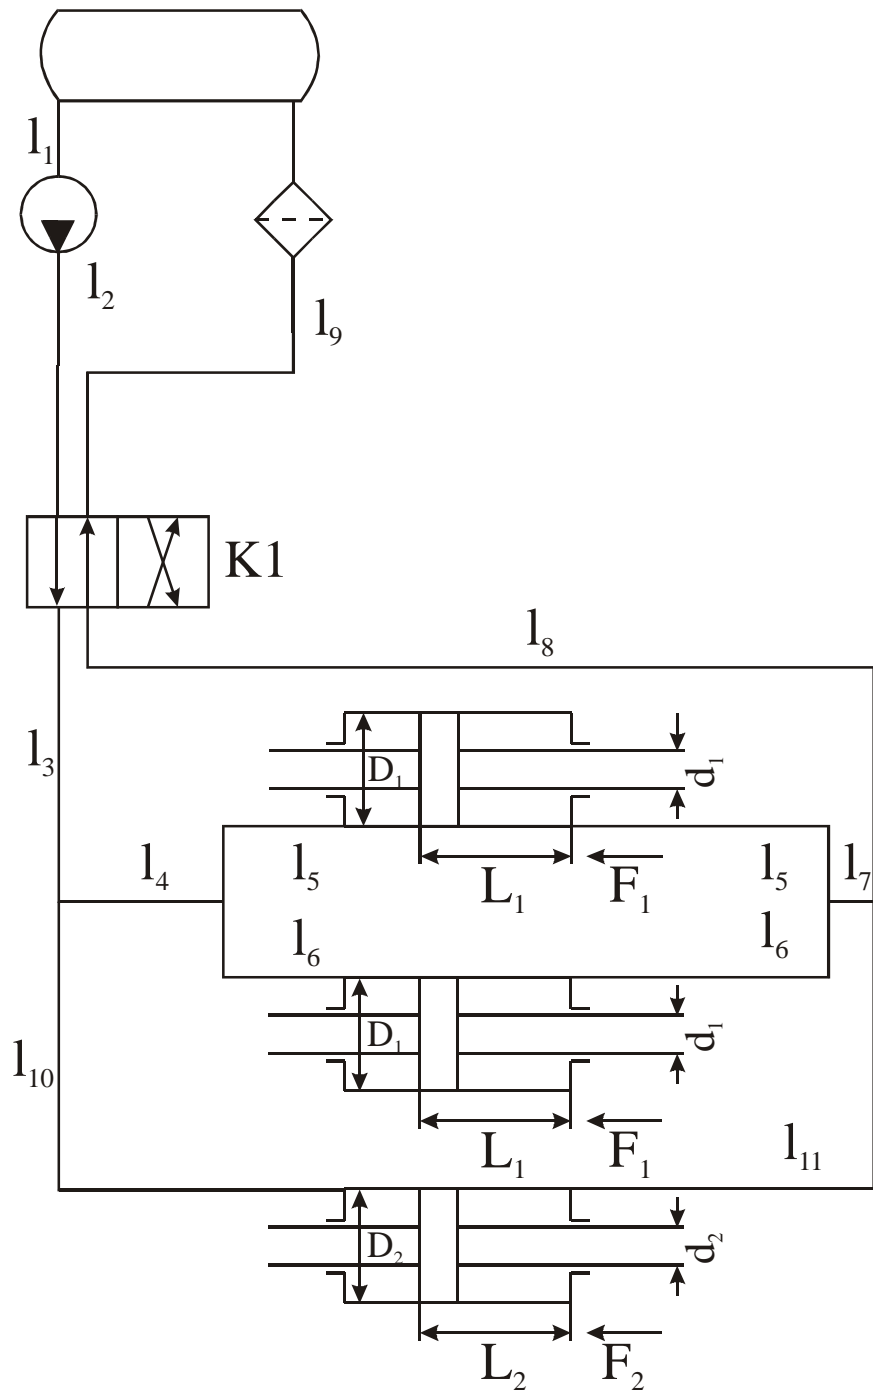 l₁
l₂
l₉
K1
l₈
l₃
D₁
d₁
l₄
l₅
l₅
l₇
L₁
F₁
l₆
l₆
D₁
d₁
l₁₀
L₁
F₁
l₁₁
D₂
d₂
L₂
F₂